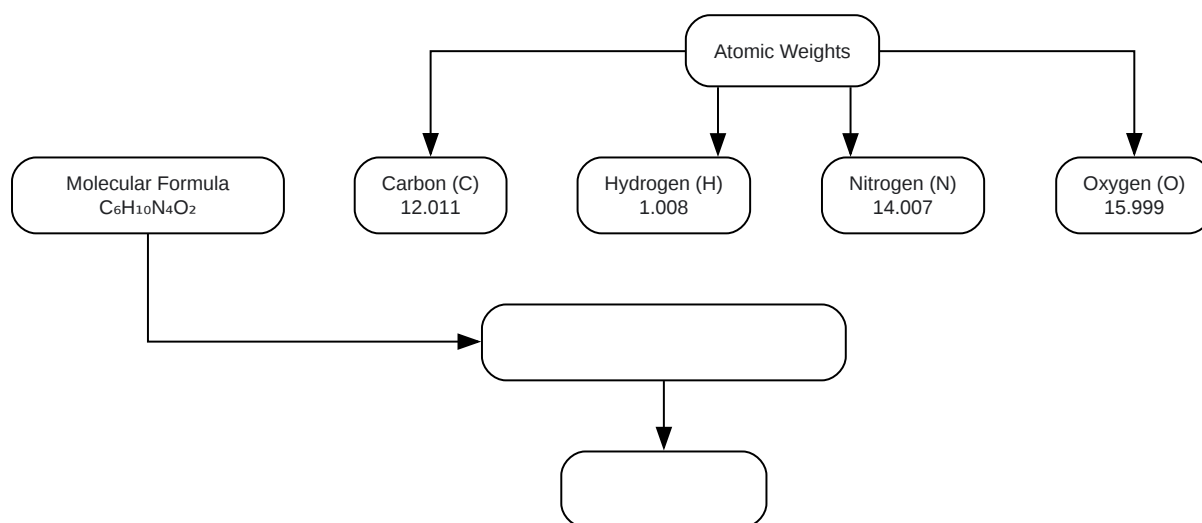 Atomic Weights
Molecular Formula
C₆H₁₀N₄O₂
Carbon (C)
12.011
Hydrogen (H)
1.008
Nitrogen (N)
14.007
Oxygen (O)
15.999